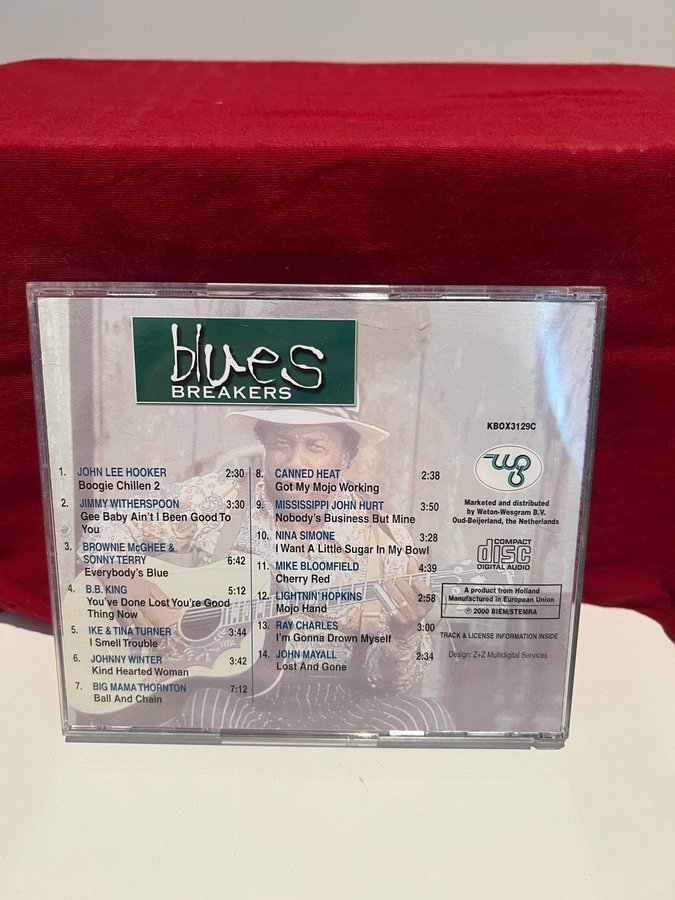 blues
BREAKERS
KBOX3129C
1. JOHN LEE HOOKER 2:30
Boogie Chillen 2
2. JIMMY WITHERSPOON 3:30
Gee Baby Ain't I Been Good To
You
3. BROWNIE McGHEE &
SONNY TERRY 6:42
Everybody's Blue
4. B.B. KING 5:12
You've Done Lost You're Good
Thing Now
5. IKE & TINA TURNER 3:44
I Smell Trouble
6. JOHNNY WINTER 3:42
Kind Hearted Woman
7. BIG MAMA THORNTON 7:12
Ball And Chain
8. CANNED HEAT 2:38
Got My Mojo Working
9. MISSISSIPPI JOHN HURT 3:50
Nobody's Business But Mine
10. NINA SIMONE 3:28
I Want A Little Sugar In My Bowl
11. MIKE BLOOMFIELD 4:39
Cherry Red
12. LIGHTNIN' HOPKINS 2:58
Mojo Hand
13. RAY CHARLES 3:00
I'm Gonna Drown Myself
14. JOHN MAYALL 2:34
Lost And Gone
Marketed and distributed
by Weton-Wesgram B.V.
Oud-Beijerland, the Netherlands
COMPACT
disc
DIGITAL AUDIO
A product from Holland
Manufactured in European Union
℗ 2000 BIEM/STEMRA
TRACK & LICENSE INFORMATION INSIDE
Design: Z+Z Multidigital Services